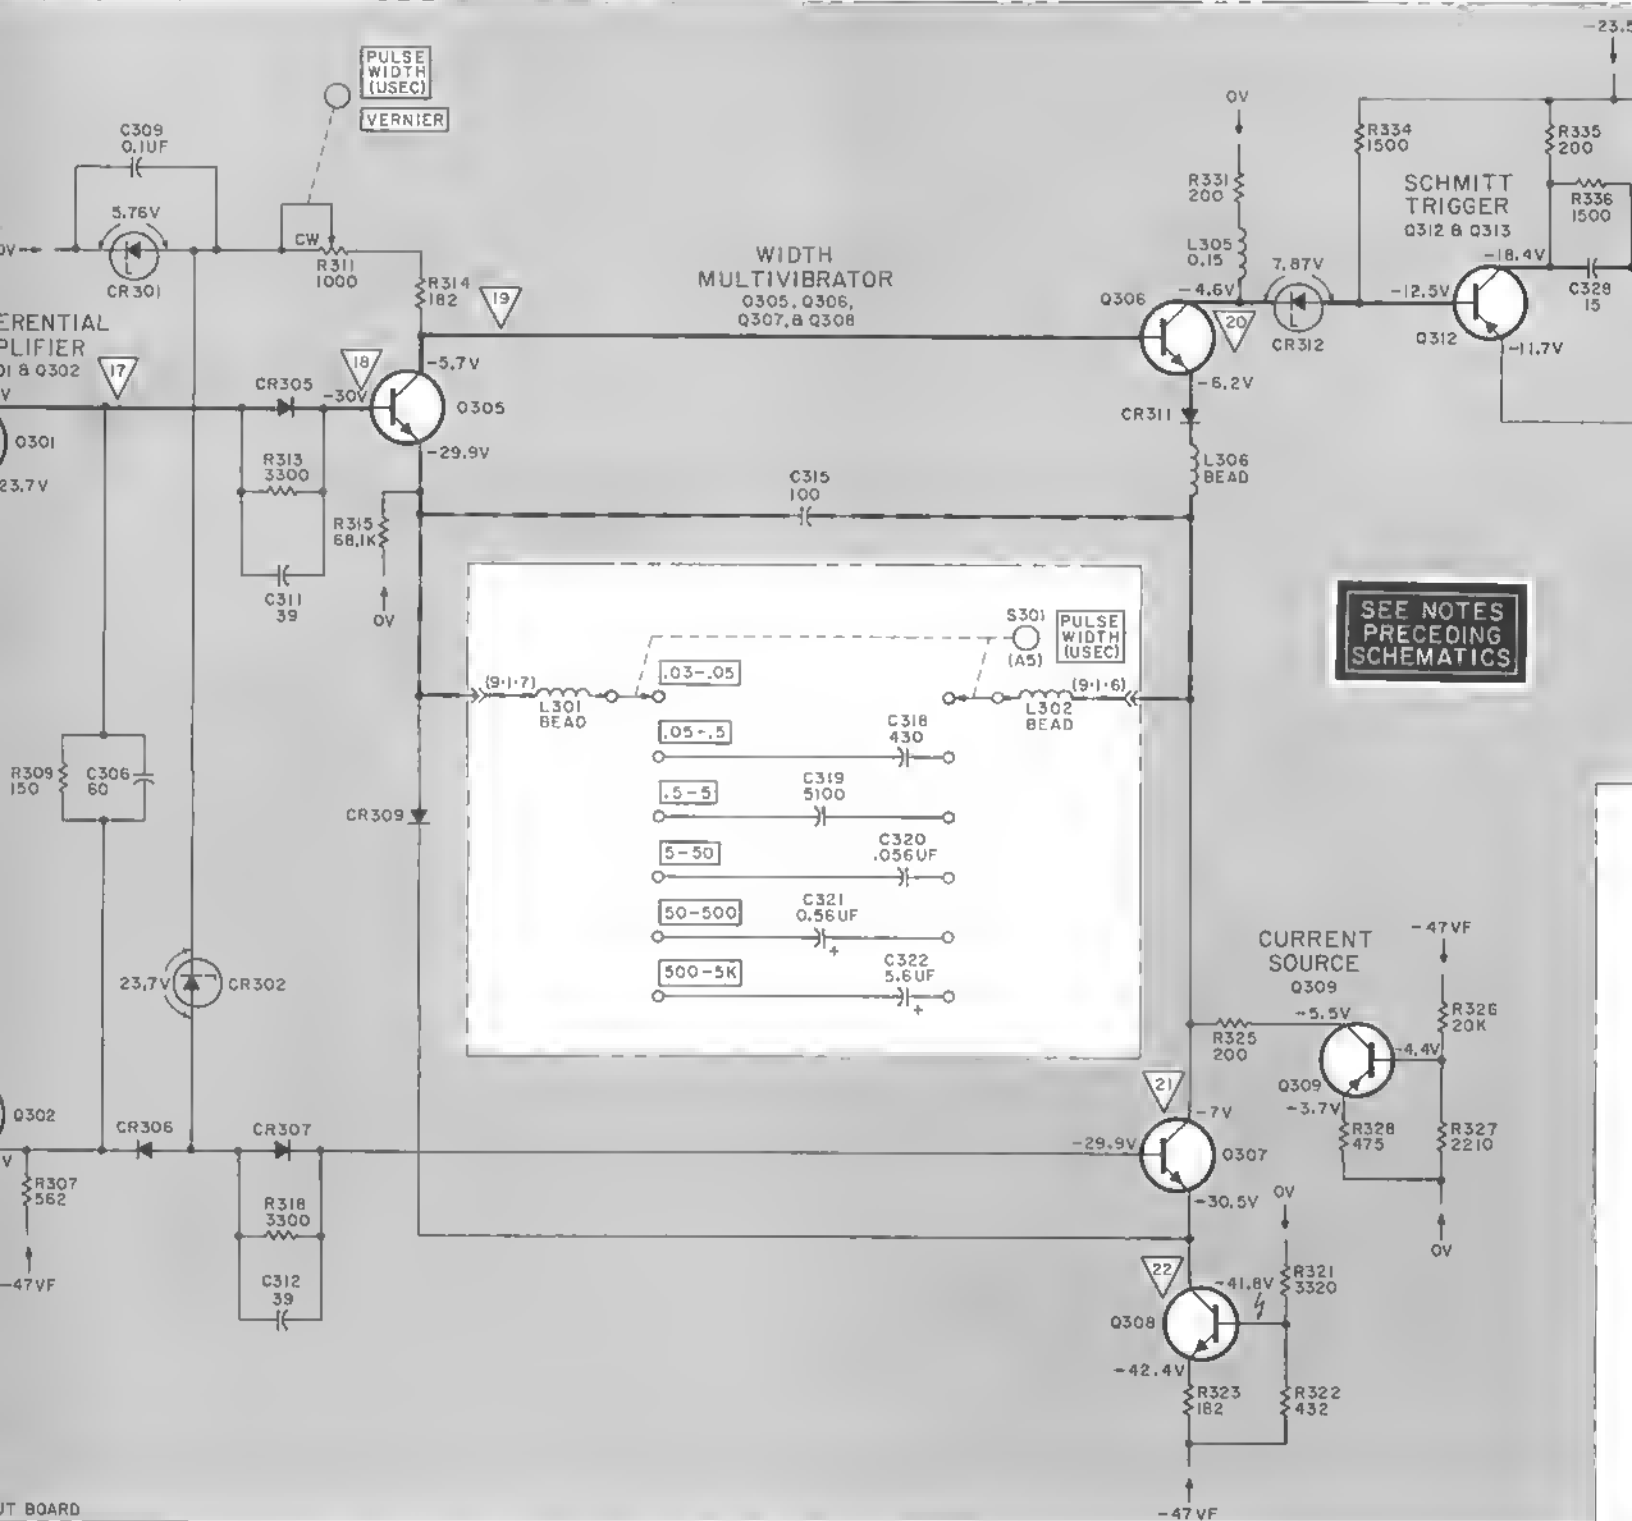 PULSE
WIDTH
(USEC)
VERNIER
C309
0.1UF
5.76V
CR301
CW
R311
1000
R314
182
19
WIDTH
MULTIVIBRATOR
Q305, Q306,
Q307, & Q308
0V
R331
200
L305
0.15
-4.6V
7.87V
Q306
20
CR312
-6.2V
CR311
L306
BEAD
R334
1500
-12.5V
SCHMITT
TRIGGER
Q312 & Q313
-18.4V
Q312
-11.7V
R335
200
R336
1500
C329
15
-23.5
0V
ERENTIAL
PLIFIER
01 & Q302
17
V
Q301
23.7V
CR305
18
-30V
-5.7V
Q305
-29.9V
R313
3300
C311
39
R315
68.1K
0V
C315
100
S301
(A5)
PULSE
WIDTH
(USEC)
(9-1-7)
L301
BEAD
.03-.05
(9-1-6)
L302
BEAD
.05-.5
C318
430
.5-5
C319
5100
5-50
C320
.056UF
50-500
C321
0.56UF
+
500-5K
C322
5.6UF
+
SEE NOTES
PRECEDING
SCHEMATICS
R309
150
C306
60
CR309
23.7V
CR302
CURRENT
SOURCE
Q309
-47VF
-5.5V
R326
20K
R325
200
-4.4V
Q309
-3.7V
R328
475
R327
2210
0V
21
-7V
-29.9V
Q307
-30.5V
Q302
V
CR306
CR307
R307
562
-47VF
R318
3300
C312
39
22
0V
-41.8V
R321
3320
Q308
-42.4V
R323
182
R322
432
-47VF
UT BOARD